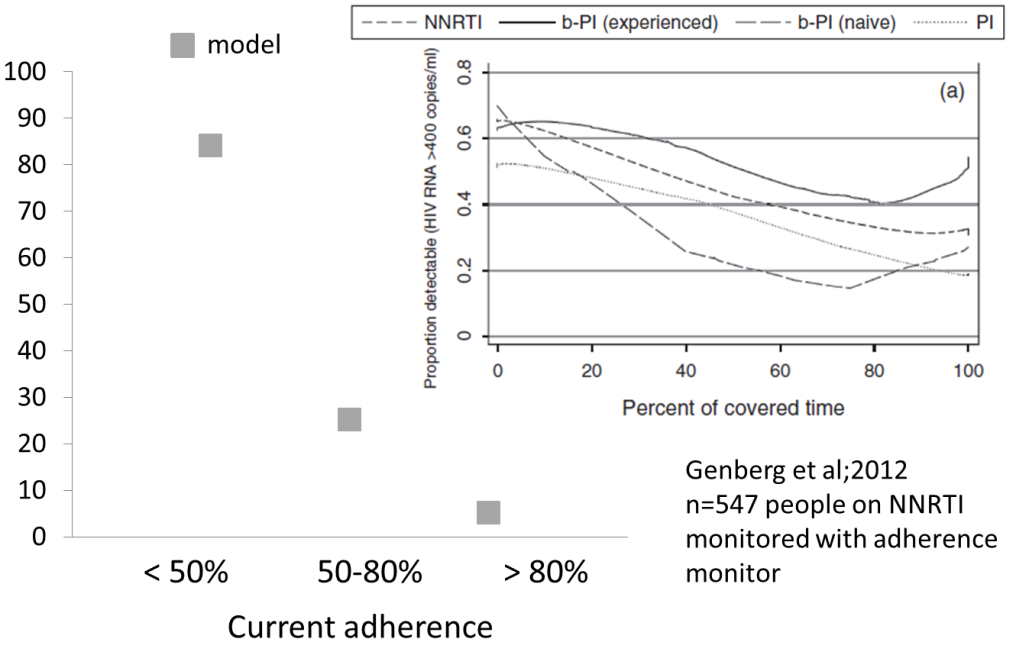 NNRTI b-PI (experienced) b-PI (naive) PI
model
100
90
80
70
60
50
40
30
20
10
0
< 50% 50-80% > 80%
Current adherence
Proportion detectable (HIV RNA >400 copies/ml)
0.8
0.6
0.4
0.2
0
(a)
0 20 40 60 80 100
Percent of covered time
Genberg et al;2012
n=547 people on NNRTI
monitored with adherence
monitor